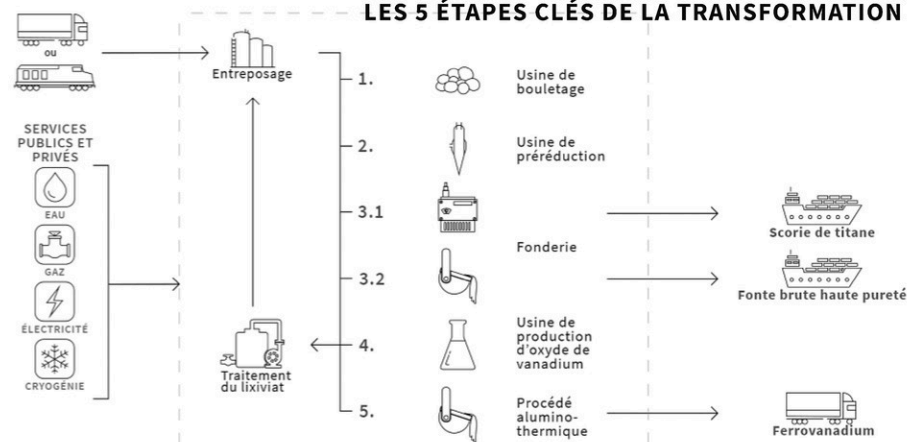 LES 5 ÉTAPES CLÉS DE LA TRANSFORMATION
ou
Entreposage
SERVICES
PUBLICS ET
PRIVÉS
EAU
GAZ
ÉLECTRICITÉ
CRYOGÉNIE
Traitement
du lixiviat
1.
Usine de
bouletage
2.
Usine de
préréduction
3.1
Fonderie
3.2
4.
Usine de
production
d'oxyde de
vanadium
5.
Procédé
alumino-
thermique
Scorie de titane
Fonte brute haute pureté
Ferrovanadium